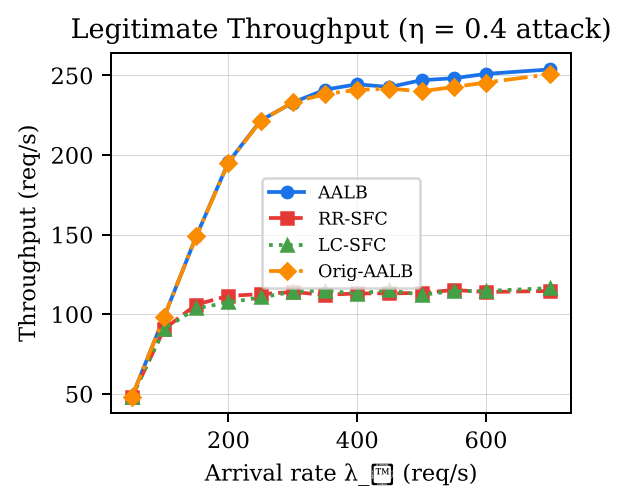 Legitimate Throughput (η = 0.4 attack)
Throughput (req/s)
250
200
150
100
50
AALB
RR-SFC
LC-SFC
Orig-AALB
200
400
600
Arrival rate λ_™ (req/s)